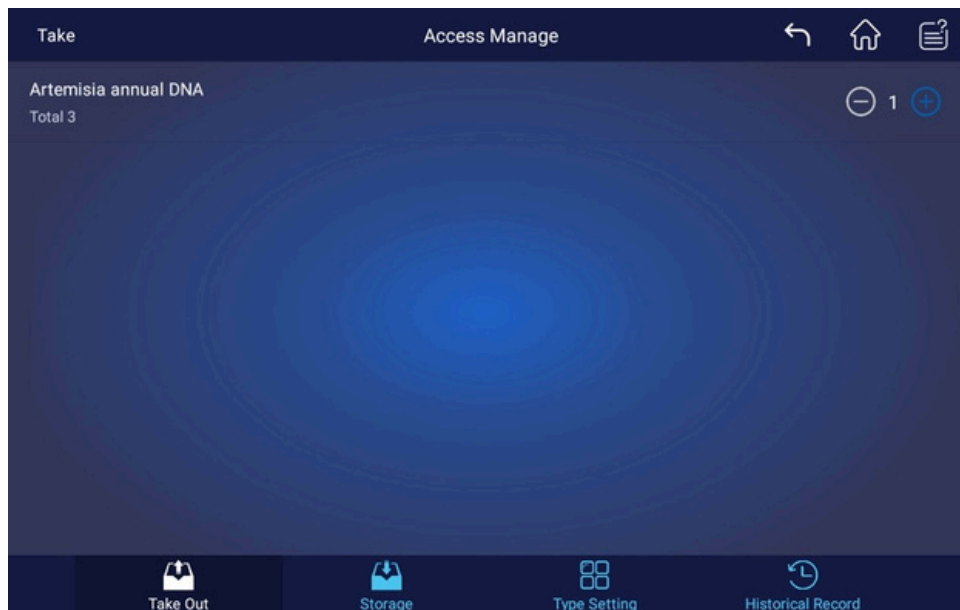 Take
Access Manage
Artemisia annual DNA
Total 3
1
Take Out
Storage
Type Setting
Historical Record